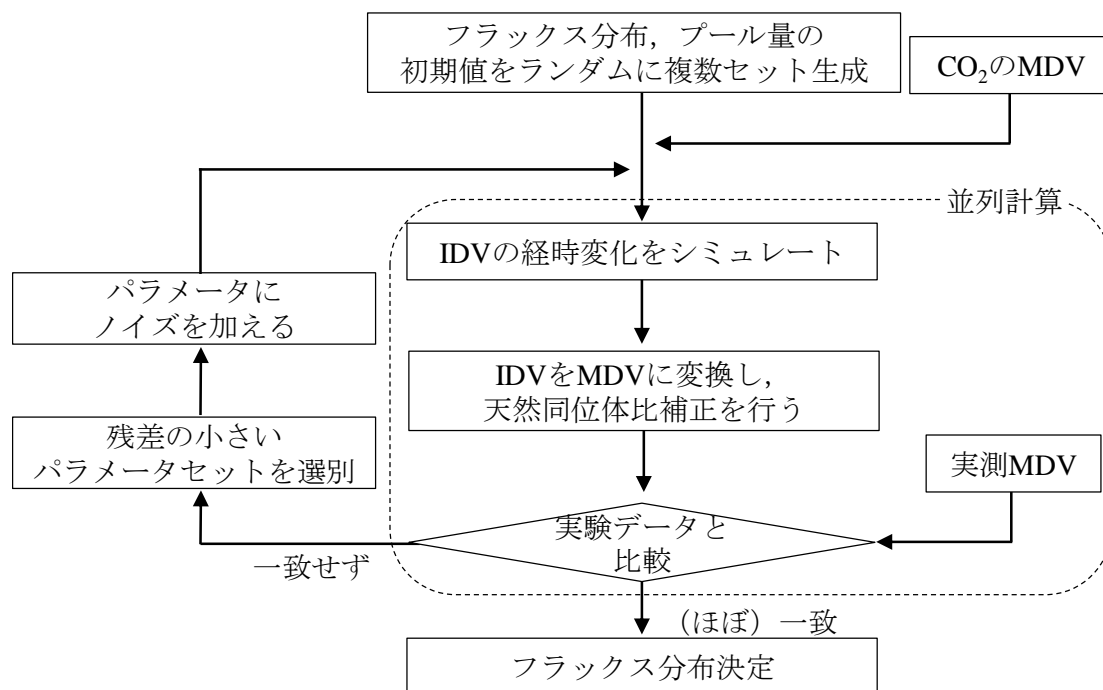 フラックス分布，プール量の
初期値をランダムに複数セット生成
CO₂のMDV
並列計算
IDVの経時変化をシミュレート
パラメータに
ノイズを加える
IDVをMDVに変換し，
天然同位体比補正を行う
残差の小さい
パラメータセットを選別
実測MDV
実験データと
比較
一致せず
（ほぼ）一致
フラックス分布決定